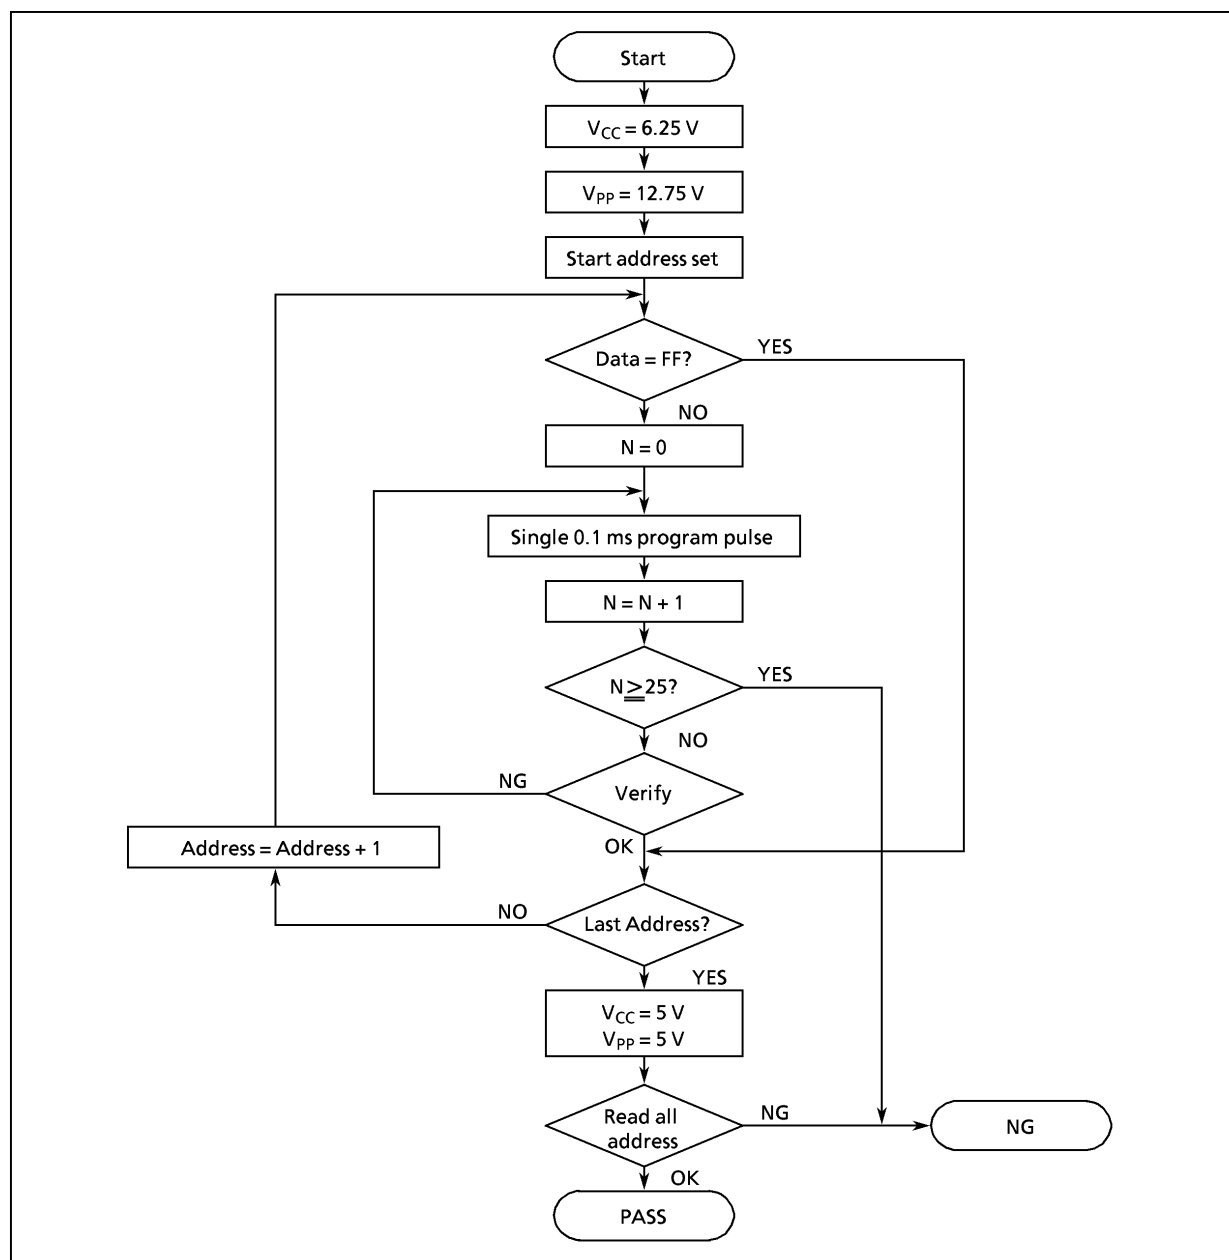 Start
VCC = 6.25 V
VPP = 12.75 V
Start address set
Data = FF?
YES
NO
N = 0
Single 0.1 ms program pulse
N = N + 1
N ≧ 25?
YES
NO
Verify
NG
OK
Address = Address + 1
Last Address?
NO
YES
VCC = 5 V
VPP = 5 V
Read all
address
NG
NG
OK
PASS